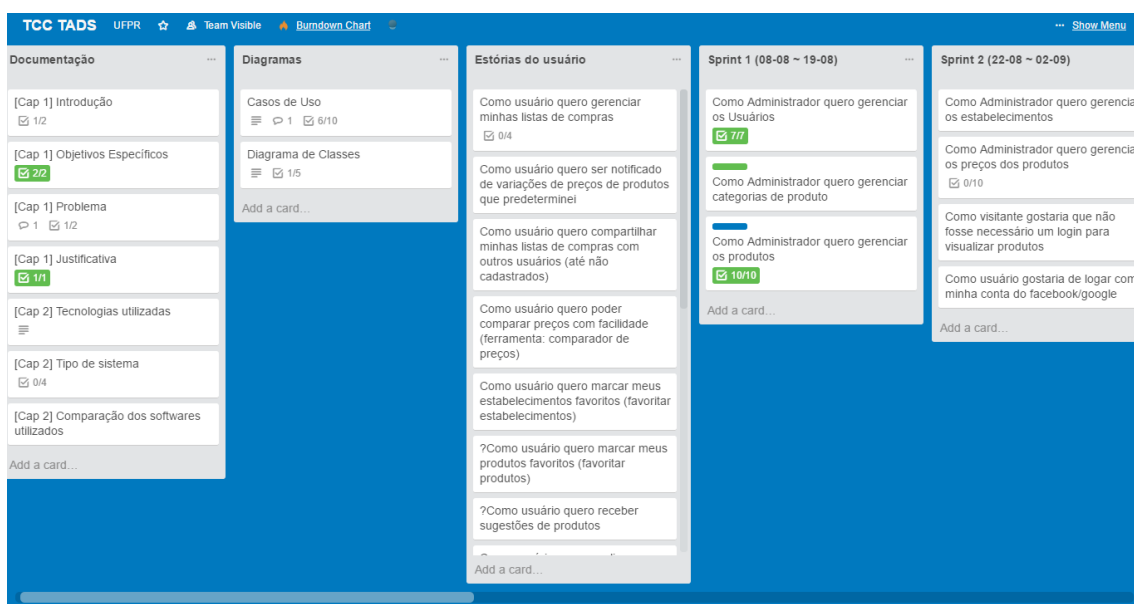 TCC TADS UFPR Team Visible Burndown Chart ... Show Menu
Documentação ...
[Cap 1] Introdução
1/2
[Cap 1] Objetivos Específicos
2/2
[Cap 1] Problema
1 1/2
[Cap 1] Justificativa
1/1
[Cap 2] Tecnologias utilizadas
[Cap 2] Tipo de sistema
0/4
[Cap 2] Comparação dos softwares
utilizados
Add a card...
Diagramas ...
Casos de Uso
1 6/10
Diagrama de Classes
1/5
Add a card...
Estórias do usuário ...
Como usuário quero gerenciar
minhas listas de compras
0/4
Como usuário quero ser notificado
de variações de preços de produtos
que predeterminei
Como usuário quero compartilhar
minhas listas de compras com
outros usuários (até não
cadastrados)
Como usuário quero poder
comparar preços com facilidade
(ferramenta: comparador de
preços)
Como usuário quero marcar meus
estabelecimentos favoritos (favoritar
estabelecimentos)
?Como usuário quero marcar meus
produtos favoritos (favoritar
produtos)
?Como usuário quero receber
sugestões de produtos
Add a card...
Sprint 1 (08-08 ~ 19-08) ...
Como Administrador quero gerenciar
os Usuários
7/7
Como Administrador quero gerenciar
categorias de produto
Como Administrador quero gerenciar
os produtos
10/10
Add a card...
Sprint 2 (22-08 ~ 02-09)
Como Administrador quero gerencia
os estabelecimentos
Como Administrador quero gerencia
os preços dos produtos
0/10
Como visitante gostaria que não
fosse necessário um login para
visualizar produtos
Como usuário gostaria de logar com
minha conta do facebook/google
Add a card...